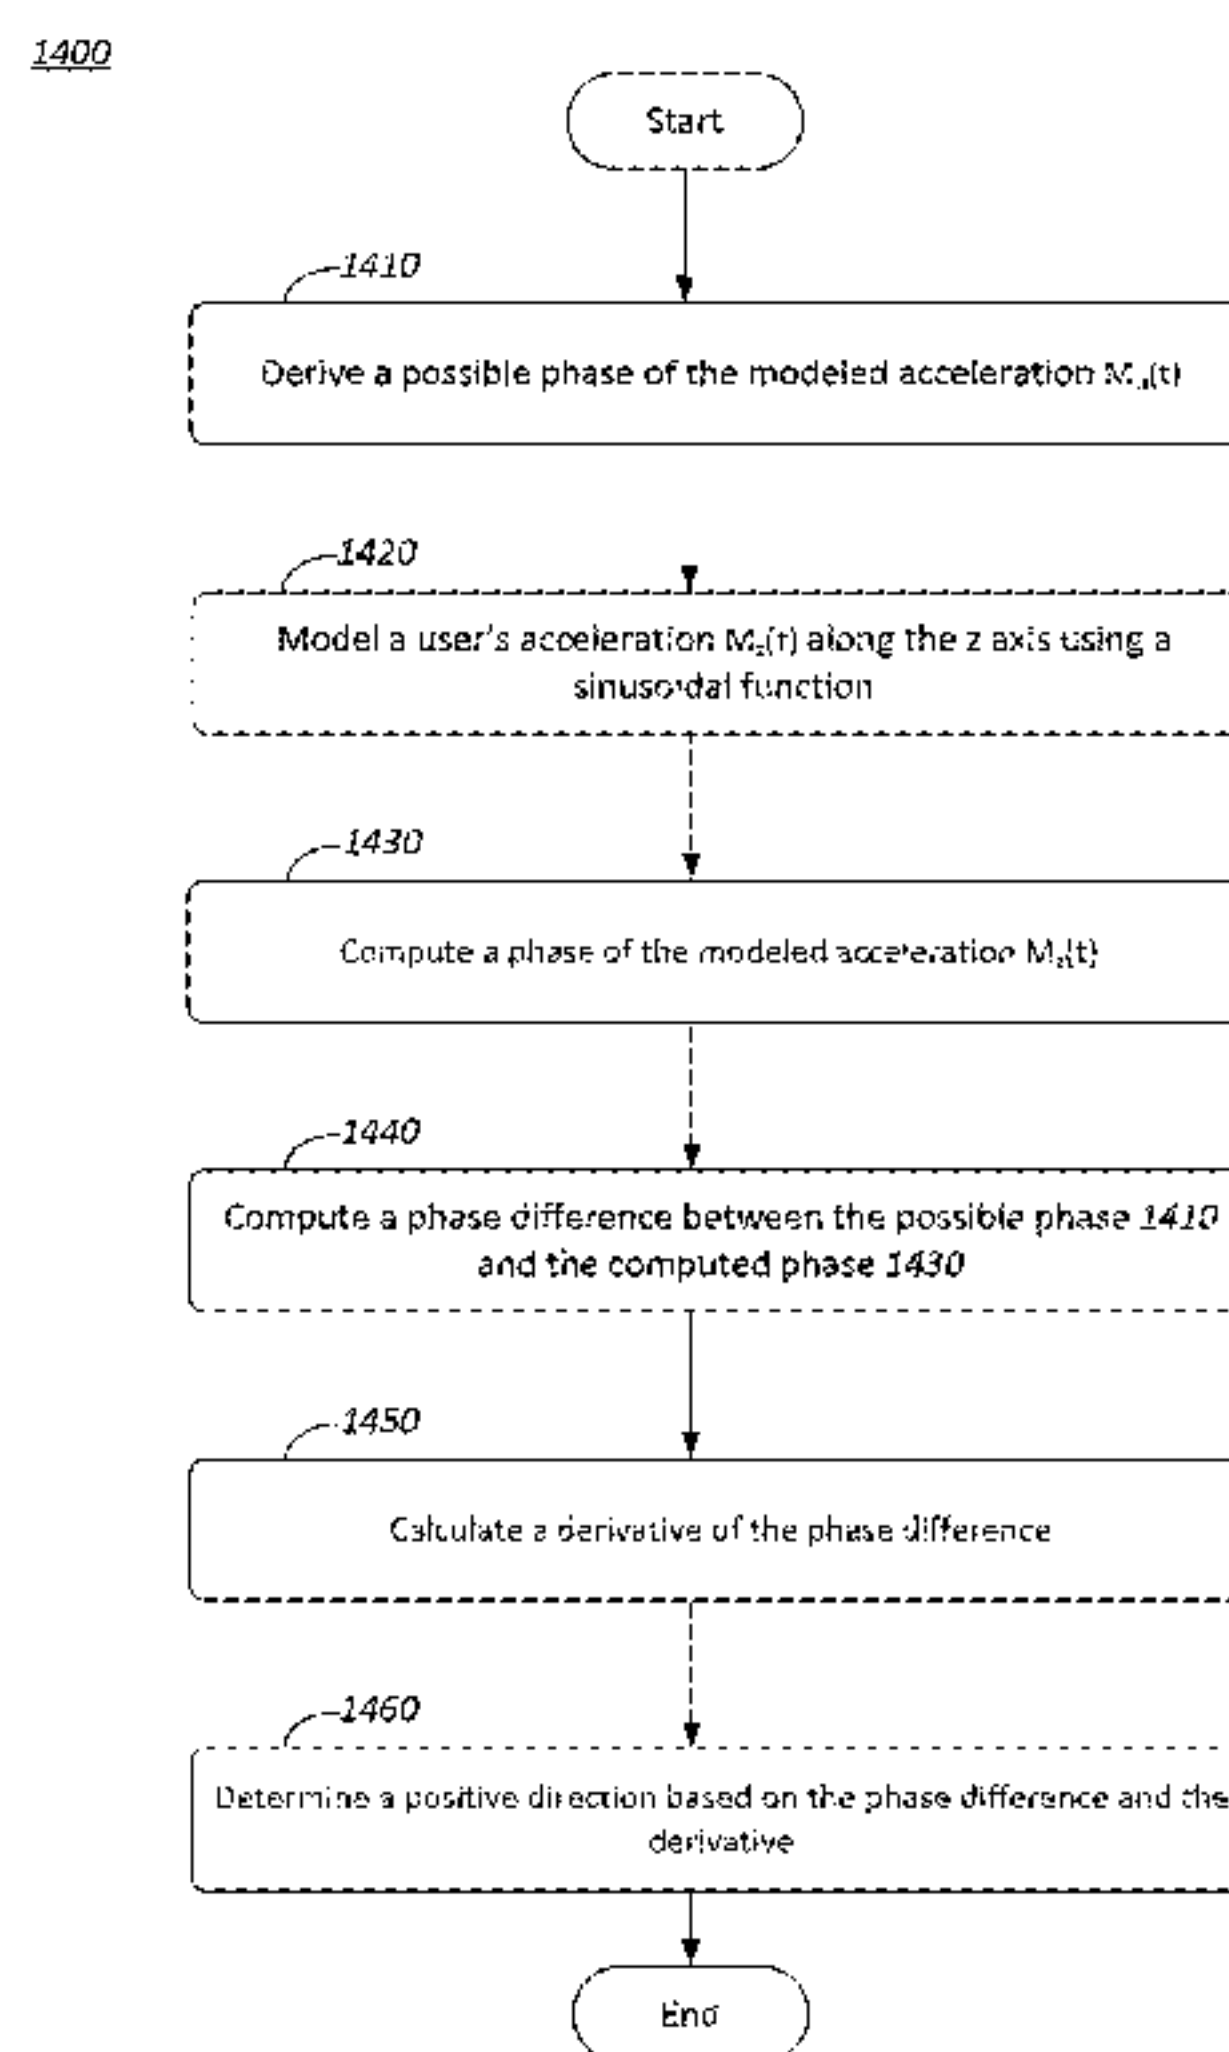 1400
Start
1410
Derive a possible phase of the modeled acceleration
1420
Model a user's acceleration M_z(t) along the z axis using a
sinusoidal function
1430
Compute a phase of the modeled acceleration M_z(t)
1440
Compute a phase difference between the possible phase 1410
and the computed phase 1430
1450
Calculate a derivative of the phase difference
1460
Determine a positive direction based on the phase difference and the
derivative
End